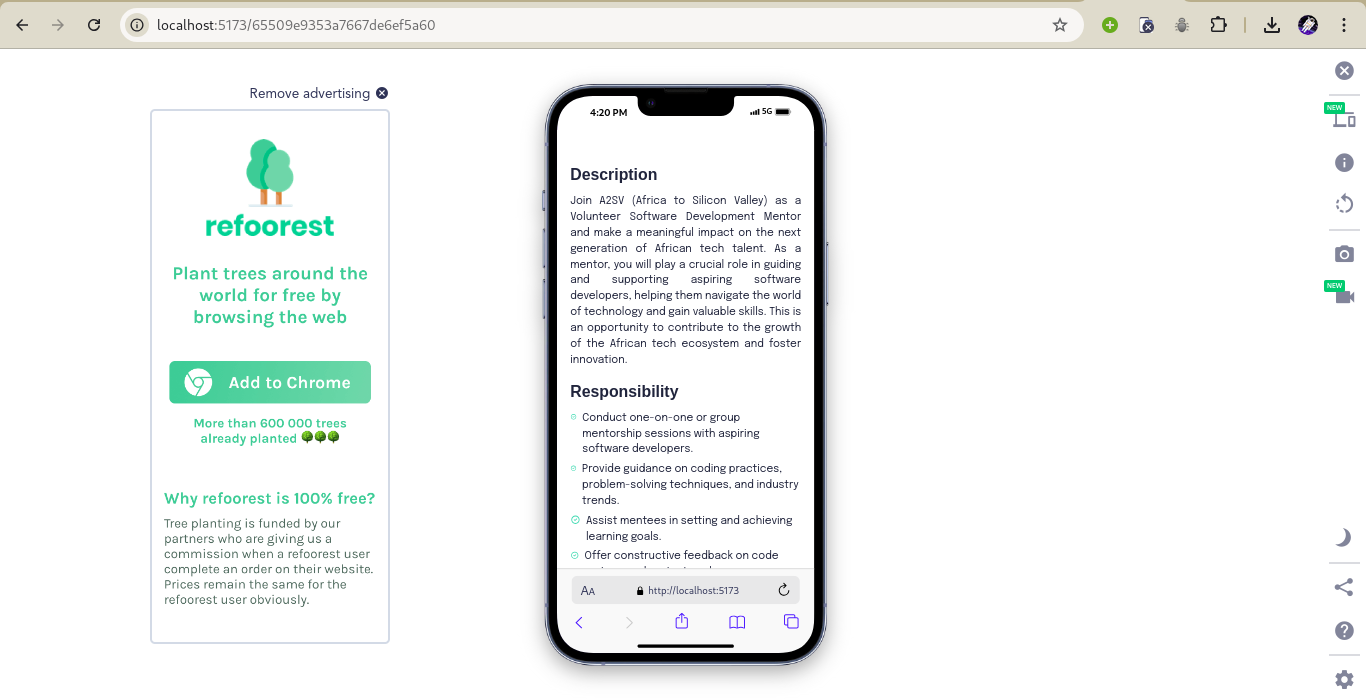 localhost:5173/65509e9353a7667de6ef5a60
Remove advertising
refoorest
Plant trees around the
world for free by
browsing the web
Add to Chrome
More than 600 000 trees
already planted
Why refoorest is 100% free?
Tree planting is funded by our
partners who are giving us a
commission when a refoorest user
complete an order on their website.
Prices remain the same for the
refoorest user obviously.
4:20 PM
5G
Description
Join A2SV (Africa to Silicon Valley) as a
Volunteer Software Development Mentor
and make a meaningful impact on the next
generation of African tech talent. As a
mentor, you will play a crucial role in guiding
and supporting aspiring software
developers, helping them navigate the world
of technology and gain valuable skills. This is
an opportunity to contribute to the growth
of the African tech ecosystem and foster
innovation.
Responsibility
Conduct one-on-one or group
mentorship sessions with aspiring
software developers.
Provide guidance on coding practices,
problem-solving techniques, and industry
trends.
Assist mentees in setting and achieving
learning goals.
Offer constructive feedback on code
AA
http://localhost:5173
NEW
NEW